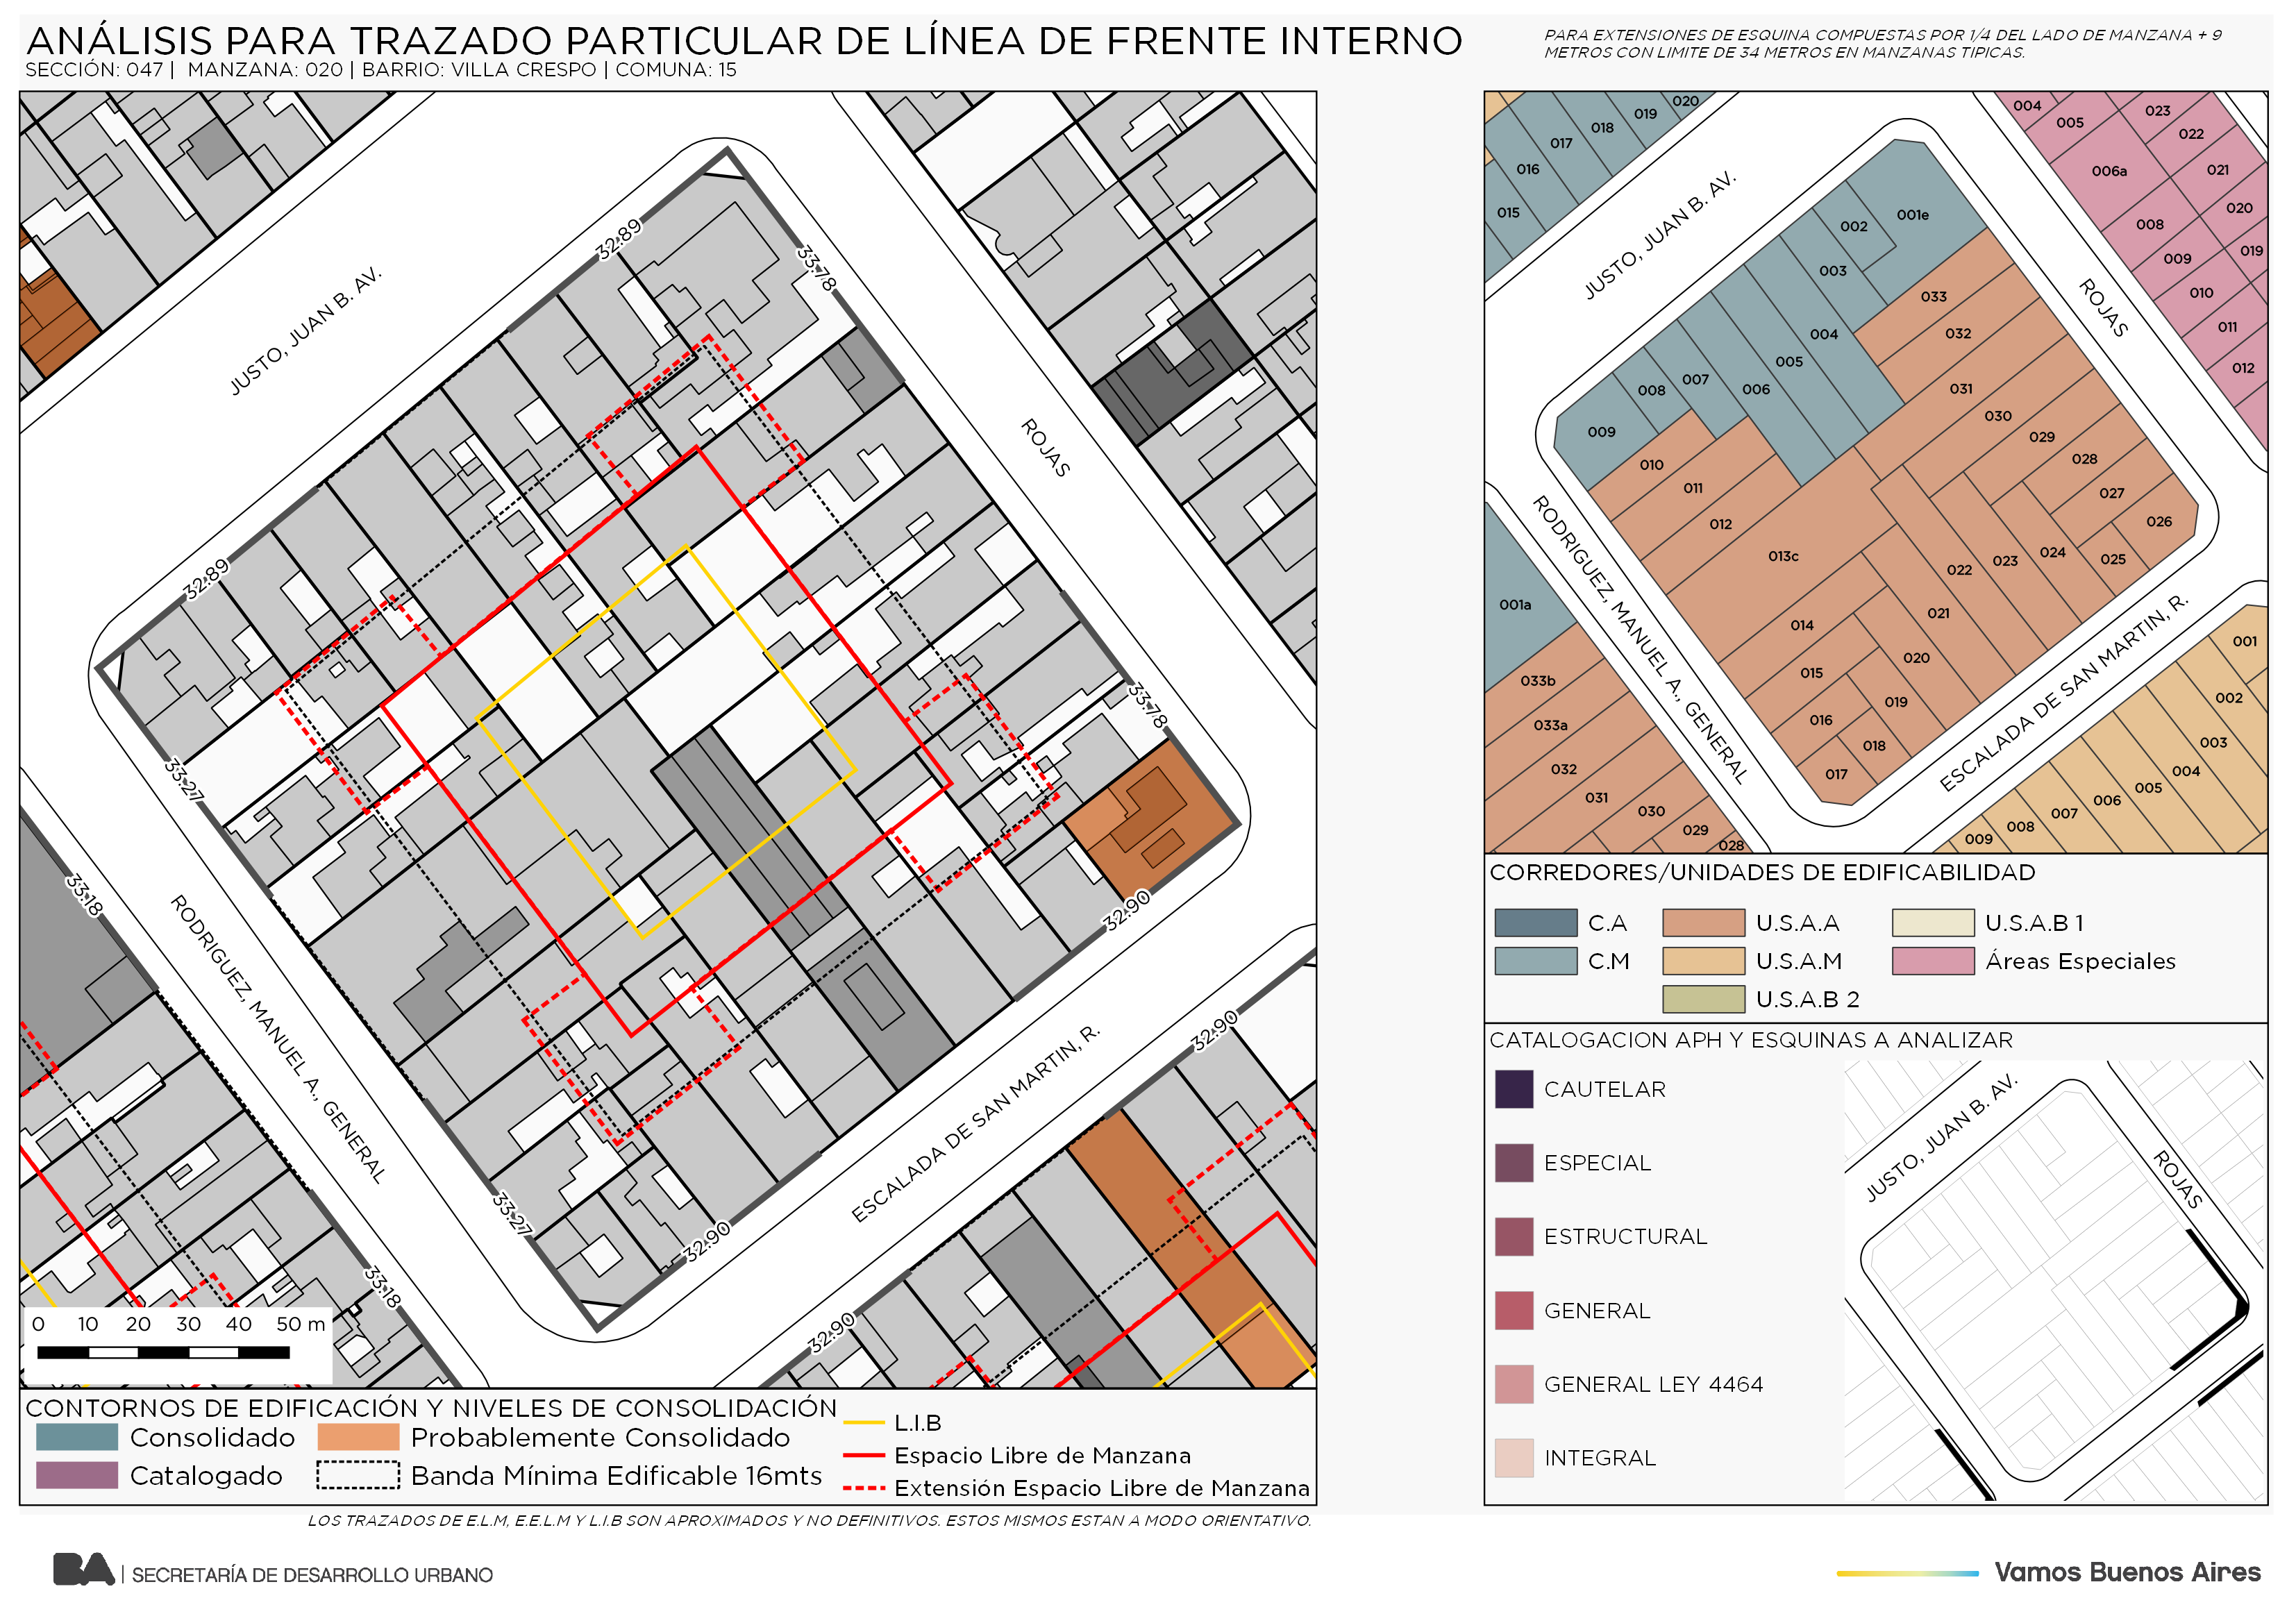 ANÁLISIS PARA TRAZADO PARTICULAR DE LÍNEA DE FRENTE INTERNO
SECCIÓN: 047 | MANZANA: 020 | BARRIO: VILLA CRESPO | COMUNA: 15
PARA EXTENSIONES DE ESQUINA COMPUESTAS POR 1/4 DEL LADO DE MANZANA + 9
METROS CON LIMITE DE 34 METROS EN MANZANAS TIPICAS.
JUSTO, JUAN B. AV.
32.89
33.78
ROJAS
32.89
33.27
33.78
33.18
RODRIGUEZ, MANUEL A., GENERAL
32.90
32.90
ESCALADA DE SAN MARTIN, R.
33.27
32.90
33.18
32.90
0 10 20 30 40 50 m
CONTORNOS DE EDIFICACIÓN Y NIVELES DE CONSOLIDACIÓN
Consolidado
Probablemente Consolidado
Catalogado
Banda Mínima Edificable 16mts
L.I.B
Espacio Libre de Manzana
Extensión Espacio Libre de Manzana
LOS TRAZADOS DE E.L.M, E.E.L.M Y L.I.B SON APROXIMADOS Y NO DEFINITIVOS. ESTOS MISMOS ESTAN A MODO ORIENTATIVO.
020
019
018
017
016
015
JUSTO, JUAN B. AV.
004
005
023
022
006a
021
020
008
019
009
010
011
012
ROJAS
001e
002
003
004
005
006
007
008
009
033
032
031
030
029
028
027
026
025
024
023
022
021
020
019
018
017
016
015
014
013c
012
011
010
RODRIGUEZ, MANUEL A., GENERAL
ESCALADA DE SAN MARTIN, R.
001a
033b
033a
032
031
030
029
028
001
002
003
004
005
006
007
008
009
CORREDORES/UNIDADES DE EDIFICABILIDAD
C.A
U.S.A.A
U.S.A.B 1
C.M
U.S.A.M
Áreas Especiales
U.S.A.B 2
CATALOGACION APH Y ESQUINAS A ANALIZAR
CAUTELAR
ESPECIAL
ESTRUCTURAL
GENERAL
GENERAL LEY 4464
INTEGRAL
JUSTO, JUAN B. AV.
ROJAS
BA | SECRETARÍA DE DESARROLLO URBANO
Vamos Buenos Aires